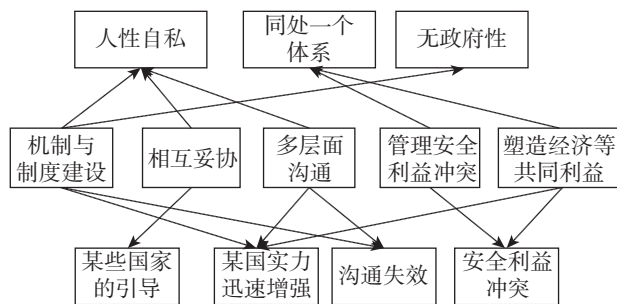 人性自私
同处一个
体系
无政府性
机制与
制度建设
相互妥协
多层面
沟通
管理安全
利益冲突
塑造经济等
共同利益
某些国家
的引导
某国实力
迅速增强
沟通失效
安全利益
冲突